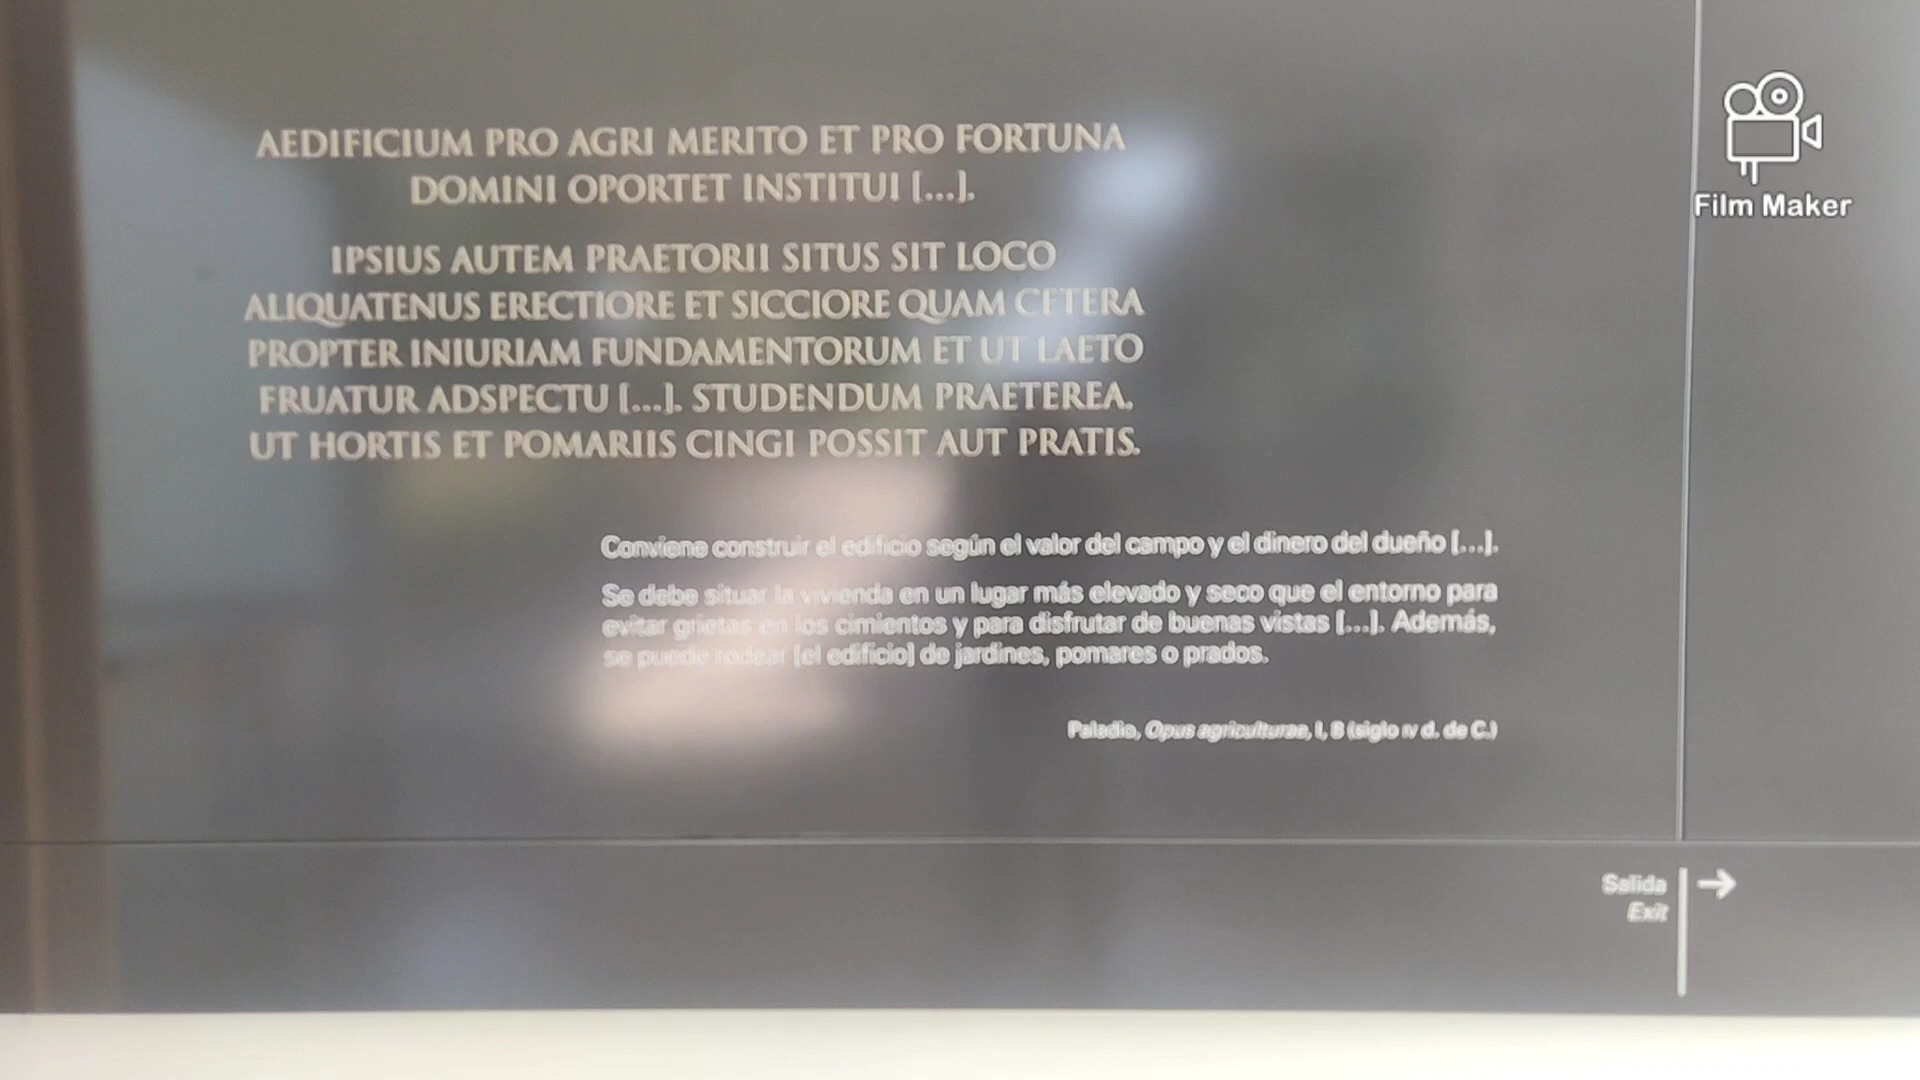 AEDIFICIUM PRO AGRI MERITO ET PRO FORTUNA
DOMINI OPORTET INSTITUI [...].
IPSIUS AUTEM PRAETORII SITUS SIT LOCO
ALIQUATENUS ERECTIORE ET SICCIORE QUAM CETERA
PROPTER INIURIAM FUNDAMENTORUM ET UT LAETO
FRUATUR ADSPECTU [...]. STUDENDUM PRAETEREA,
UT HORTIS ET POMARIIS CINGI POSSIT AUT PRATIS.
Conviene construir el edificio según el valor del campo y el dinero del dueño [...].
Se debe situar la vivienda en un lugar más elevado y seco que el entorno para
evitar grietas en los cimientos y para disfrutar de buenas vistas [...]. Además,
se puede rodear [el edificio] de jardines, pomares o prados.
Paladio, Opus agriculturae, I, 8 (siglo IV d. de C.)
Salida
Exit
Film Maker